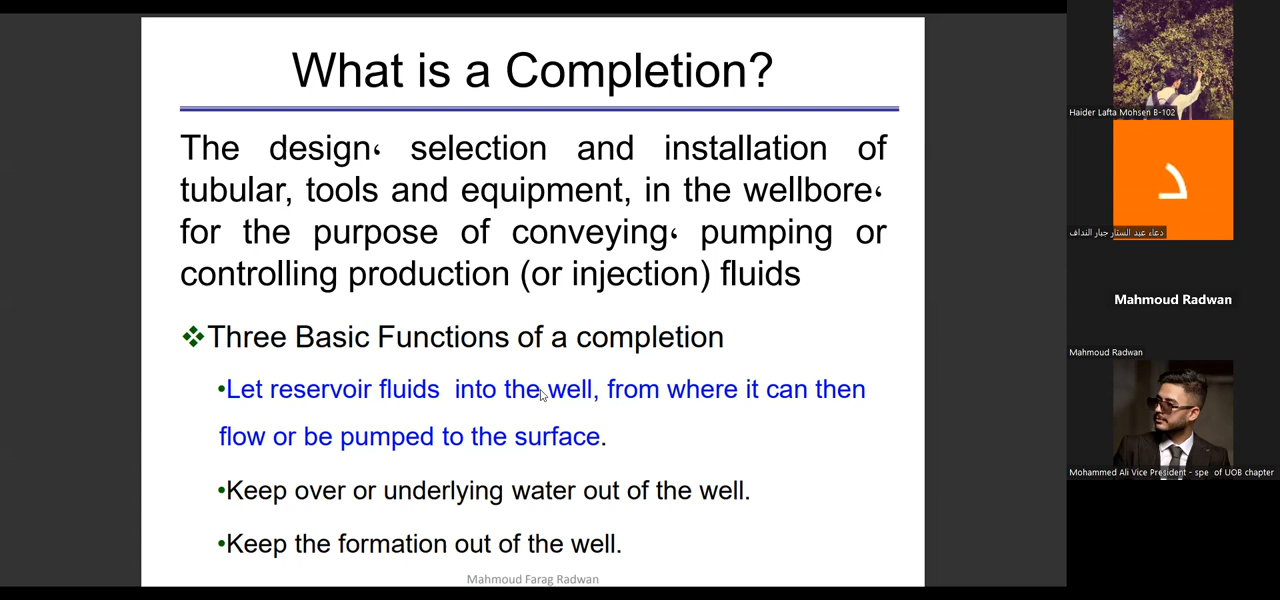 What is a Completion?
The design، selection and installation of
tubular, tools and equipment, in the wellbore،
for the purpose of conveying، pumping or
controlling production (or injection) fluids
❖Three Basic Functions of a completion
•Let reservoir fluids into the well, from where it can then
flow or be pumped to the surface.
•Keep over or underlying water out of the well.
•Keep the formation out of the well.
Mahmoud Farag Radwan
Haider Lafta Mohsen B-102
د
دعاء عبد الستار جبار النداف
Mahmoud Radwan
Mahmoud Radwan
Mohammed Ali Vice President - spe of UOB chapter